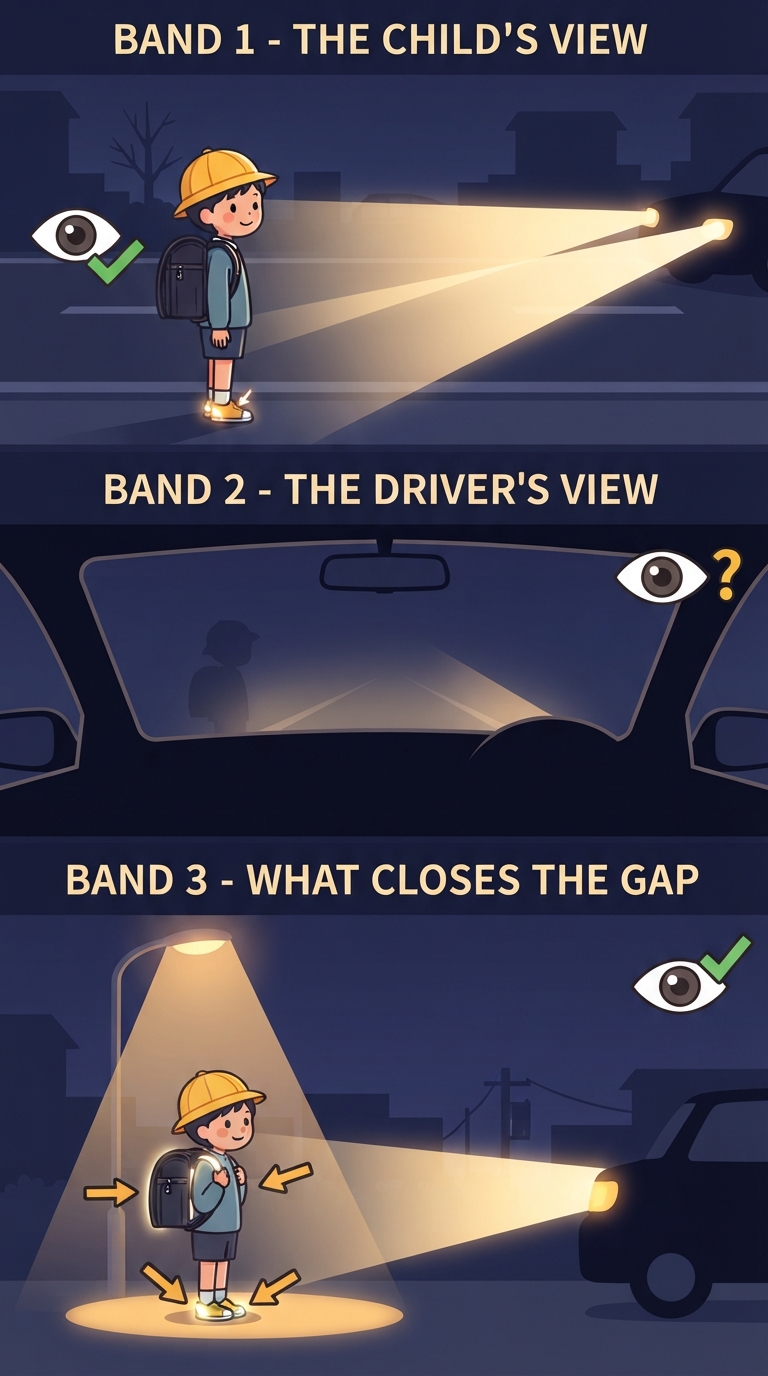 BAND 1 - THE CHILD'S VIEW
BAND 2 - THE DRIVER'S VIEW
?
BAND 3 - WHAT CLOSES THE GAP